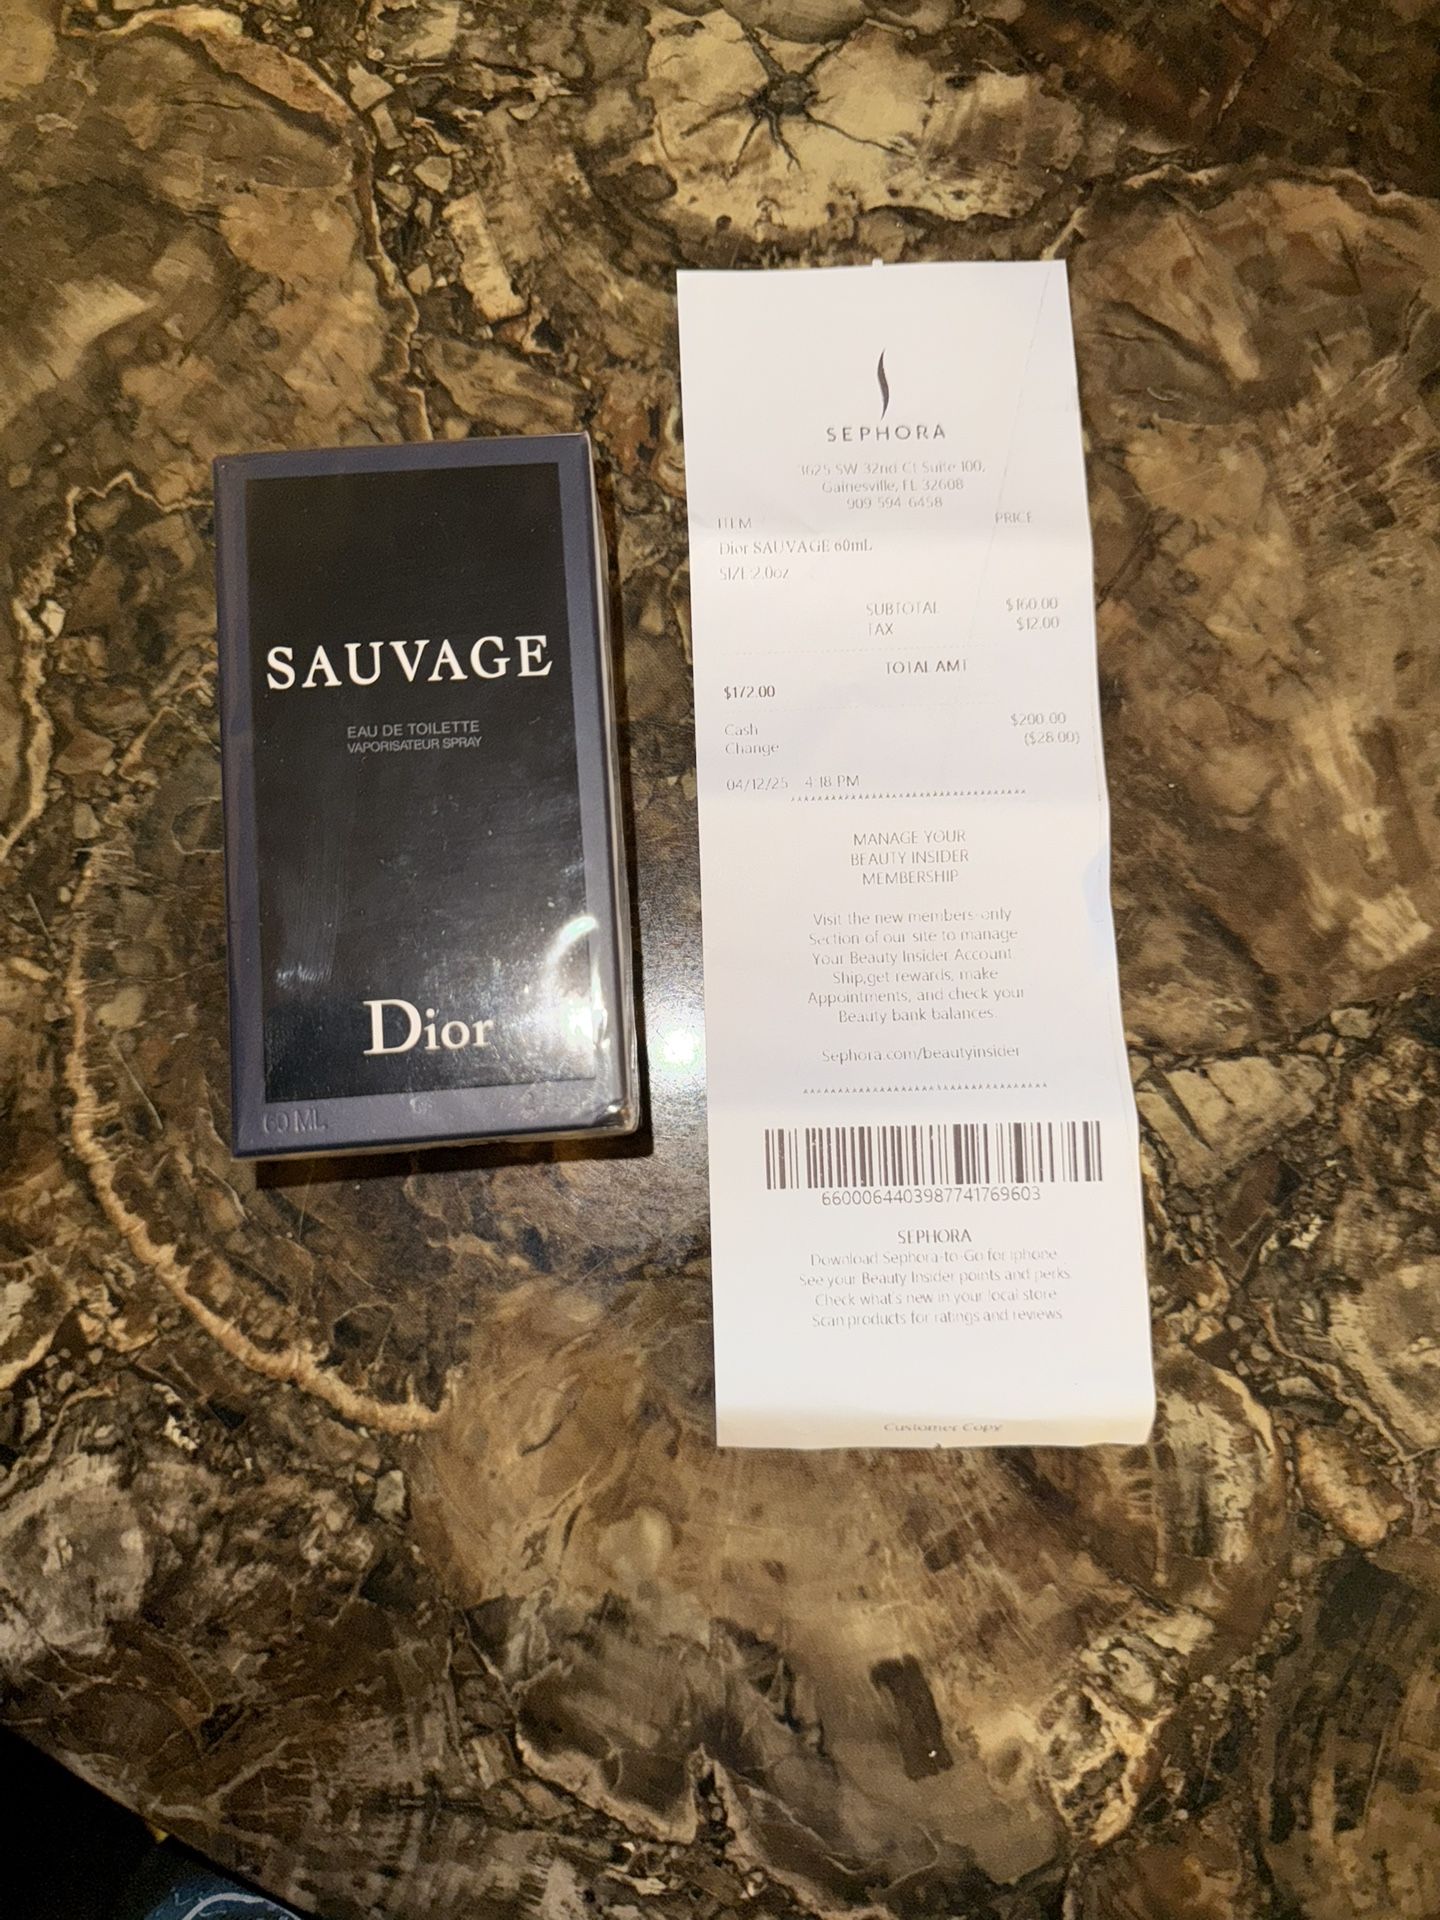 SAUVAGE
EAU DE TOILETTE
VAPORISATEUR SPRAY
Dior
60 ML
SEPHORA
3625 SW 32nd Ct Suite 100,
Gainesville, FL 32608
909 594-6458
ITEM PRICE
Dior SAUVAGE 60mL
SIZE:2.0oz
SUBTOTAL $160.00
TAX $12.00
TOTAL AMT
$172.00
Cash $200.00
Change ($28.00)
04/12/25 4:18 PM
MANAGE YOUR
BEAUTY INSIDER
MEMBERSHIP
Visit the new members-only
Section of our site to manage
Your Beauty Insider Account
Ship,get rewards, make
Appointments, and check your
Beauty bank balances.
Sephora.com/beautyinsider
6600064403987741769603
SEPHORA
Download Sephora-to-Go for iphone
See your Beauty Insider points and perks
Check what's new in your local store
Scan products for ratings and reviews
Customer Copy